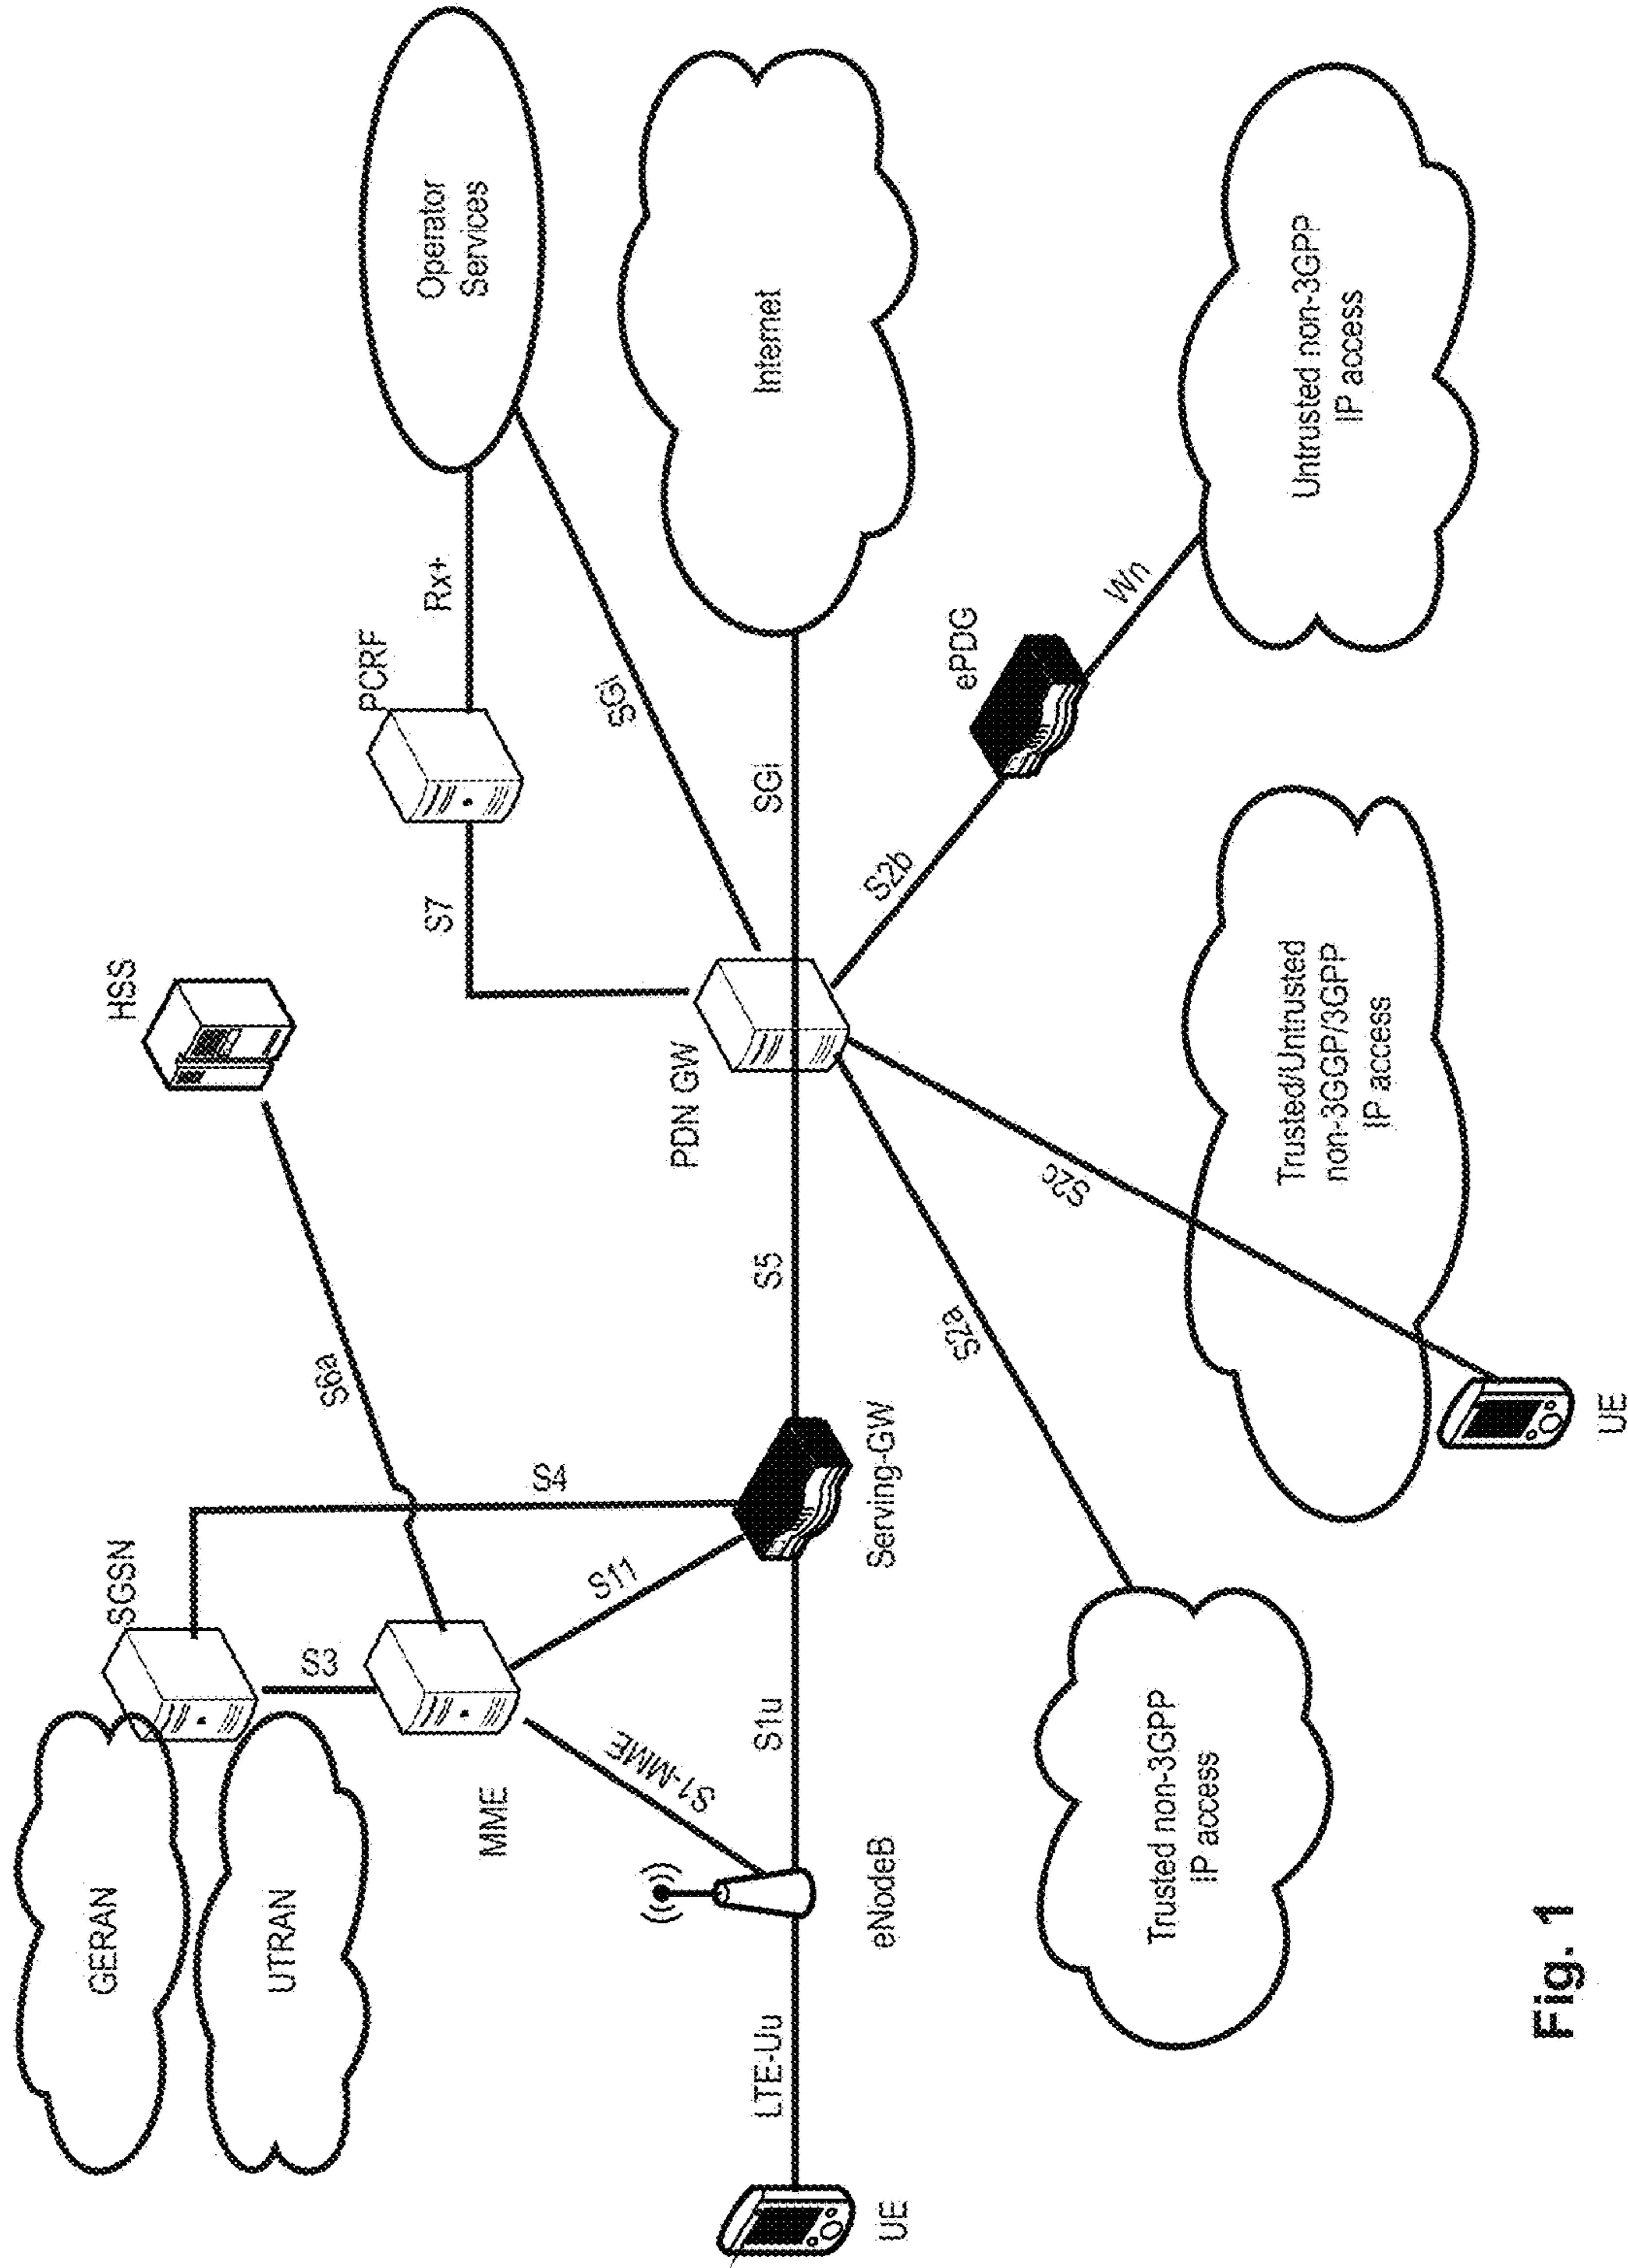 GERAN
UTRAN
SGSN
S3
MME
S4
S6a
HSS
S11
S1-MME
UE
LTE-Uu
eNodeB
S1u
Serving-GW
S5
PDN GW
S7
PCRF
Rx+
Operator
Services
SGi
SGi
Internet
S2a
S2c
S2b
ePDG
Wn
Trusted non-3GPP
IP access
UE
Trusted/Untrusted
non-3GGP/3GPP
IP access
Untrusted non-3GPP
IP access
Fig. 1